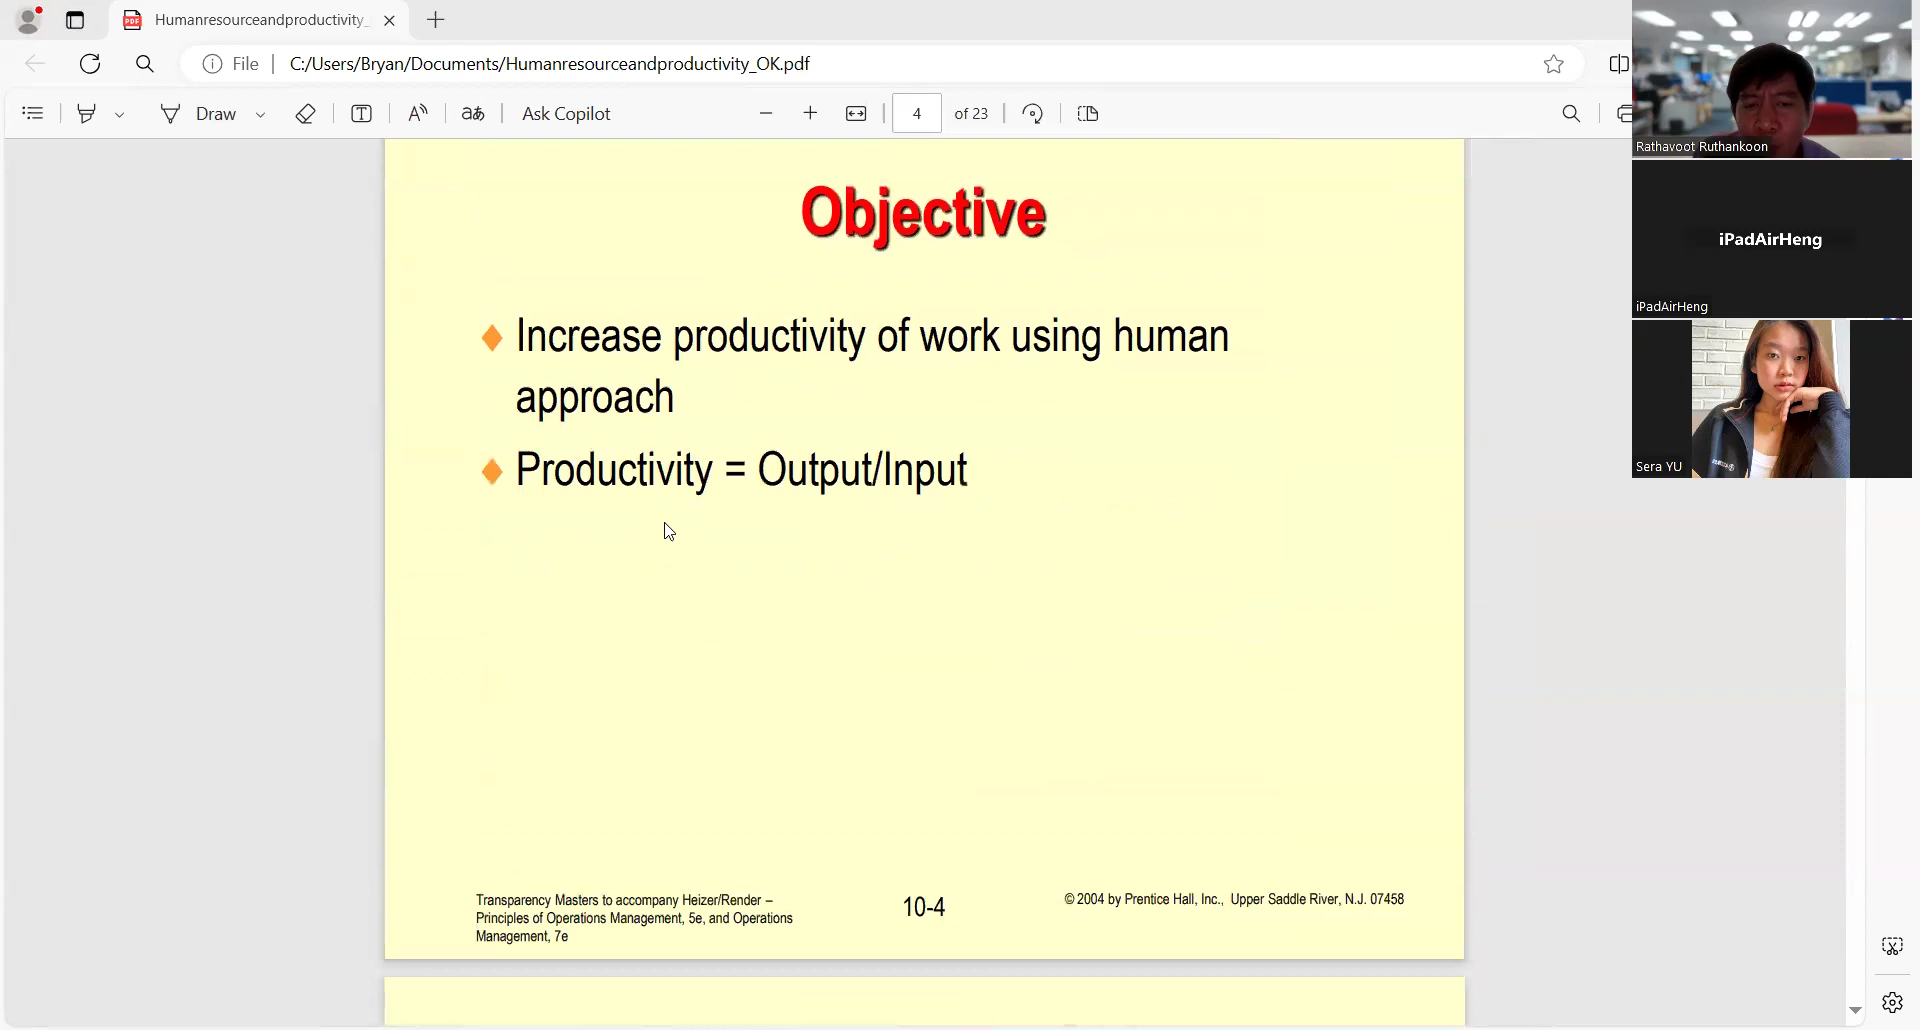 Humanresourceandproductivity_
File
C:/Users/Bryan/Documents/Humanresourceandproductivity_OK.pdf
Draw
Ask Copilot
4
of 23
Objective
Increase productivity of work using human
approach
Productivity = Output/Input
Transparency Masters to accompany Heizer/Render –
Principles of Operations Management, 5e, and Operations
Management, 7e
10-4
© 2004 by Prentice Hall, Inc., Upper Saddle River, N.J. 07458
Rathavoot Ruthankoon
iPadAirHeng
iPadAirHeng
Sera YU